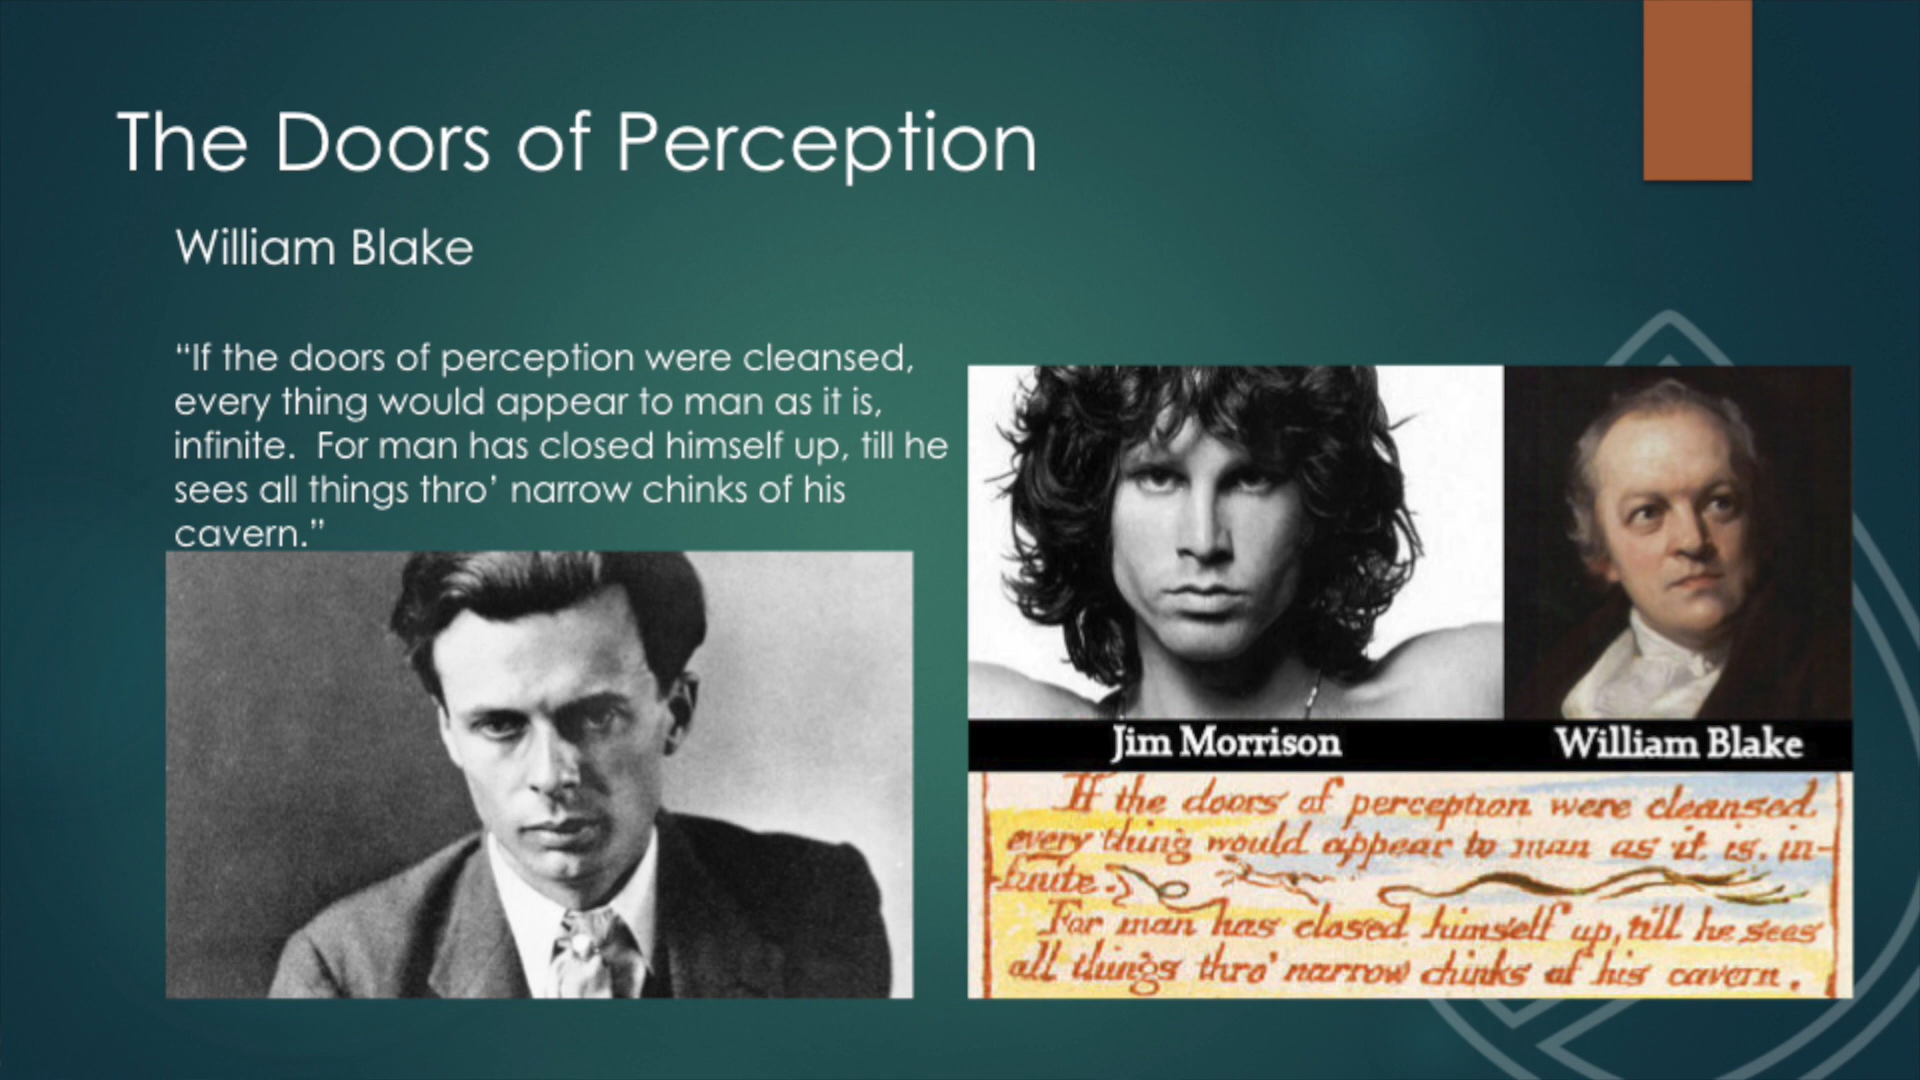 The Doors of Perception
William Blake
“If the doors of perception were cleansed,
every thing would appear to man as it is,
infinite.  For man has closed himself up, till he
sees all things thro’ narrow chinks of his
cavern.”
Jim Morrison
William Blake
If the doors of perception were cleansed
every thing would appear to man as it is. in-
finite.
For man has closed himself up, till he sees
all things thro' narrow chinks of his cavern.